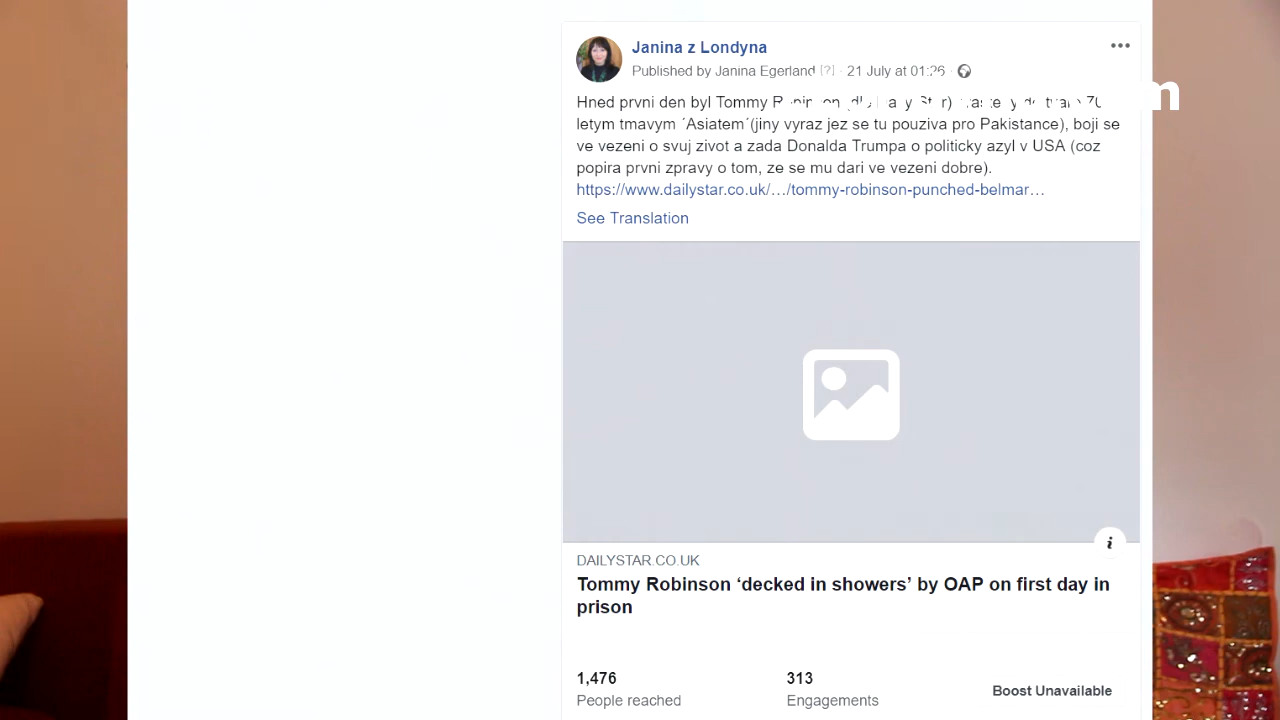 Janina z Londyna
Published by Janina Egerland [?] · 21 July at 01:26 ·
Hned prvni den byl Tommy
letym tmavym ´Asiatem´(jiny vyraz jez se tu pouziva pro Pakistance), boji se
ve vezeni o svuj zivot a zada Donalda Trumpa o politicky azyl v USA (coz
popira prvni zpravy o tom, ze se mu dari ve vezeni dobre).
https://www.dailystar.co.uk/…/tommy-robinson-punched-belmar…
See Translation
DAILYSTAR.CO.UK
Tommy Robinson ‘decked in showers’ by OAP on first day in
prison
1,476
People reached
313
Engagements
Boost Unavailable